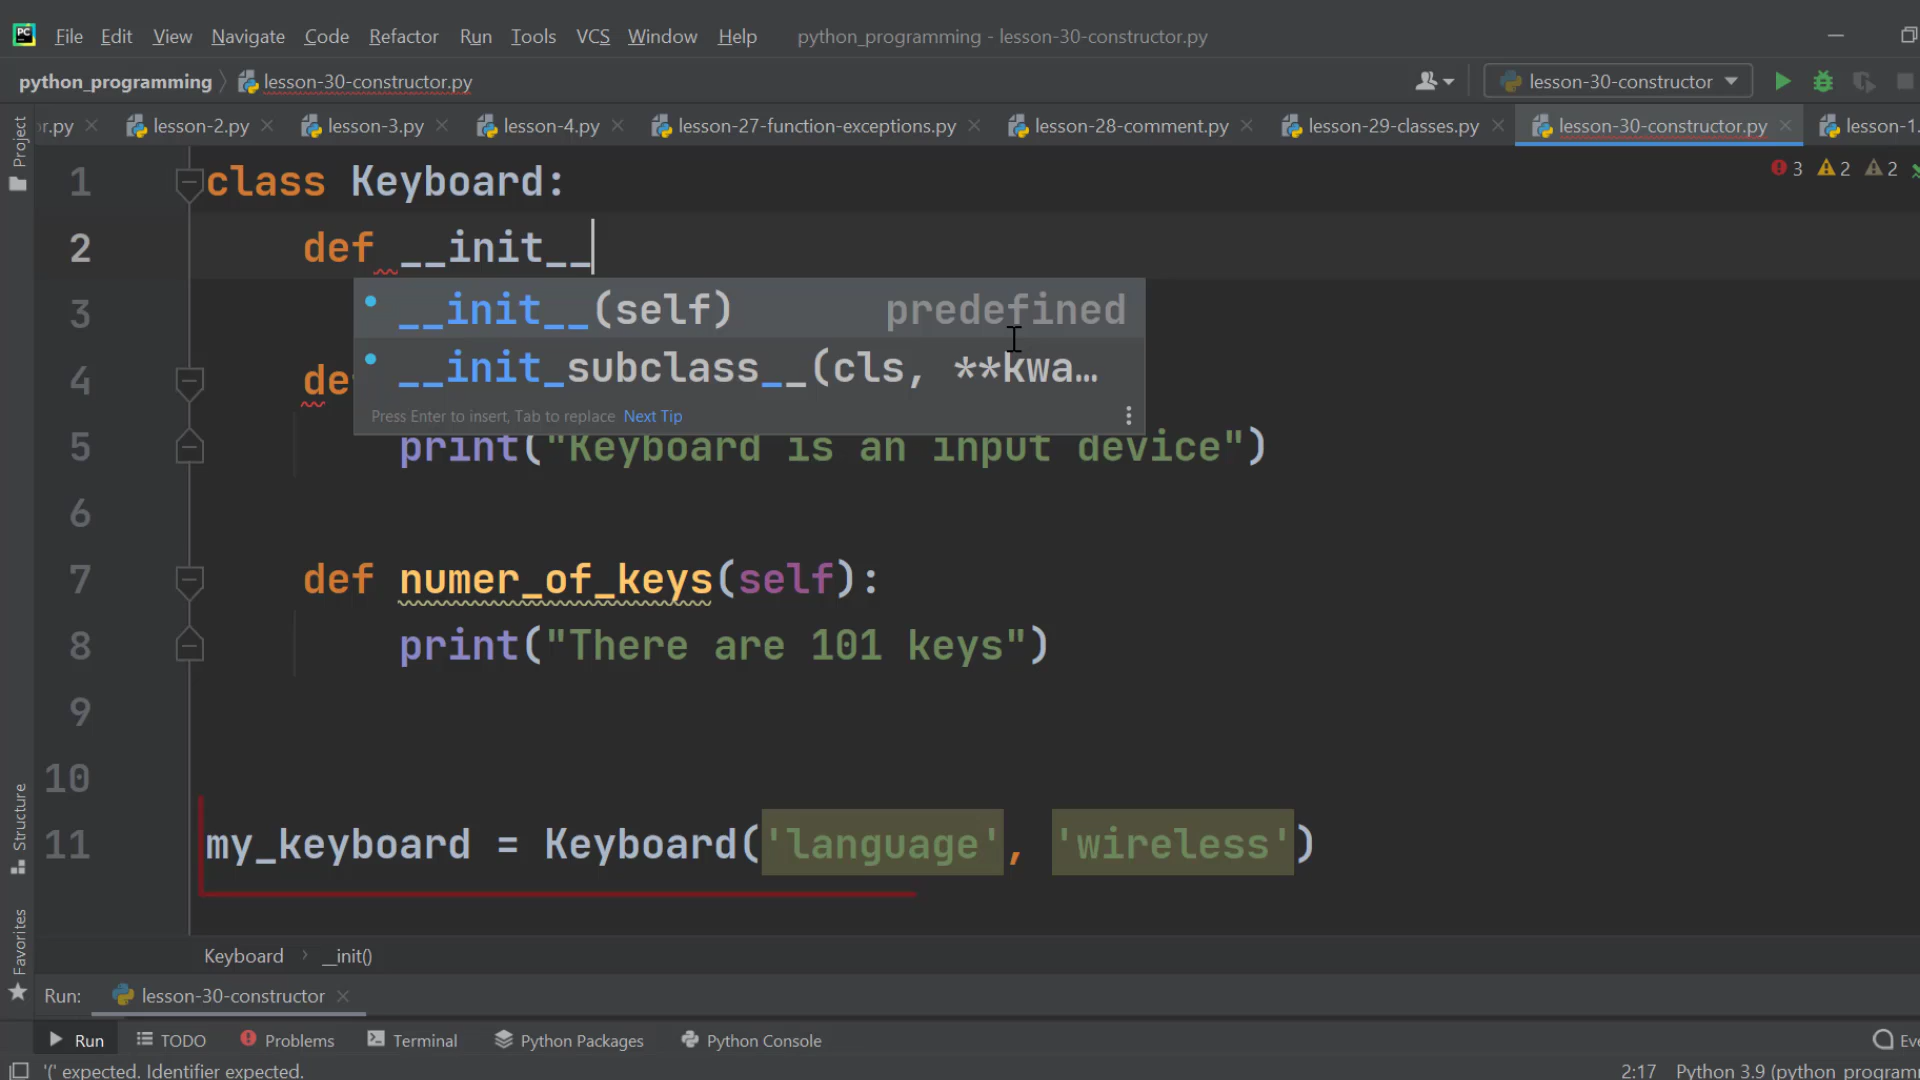 PC File Edit View Navigate Code Refactor Run Tools VCS Window Help python_programming - lesson-30-constructor.py
python_programming lesson-30-constructor.py lesson-30-constructor
r.py lesson-2.py lesson-3.py lesson-4.py lesson-27-function-exceptions.py lesson-28-comment.py lesson-29-classes.py lesson-30-constructor.py lesson-1.
Project
3 2 2
1 class Keyboard:
2 def __init__
3 __init__(self) predefined
4 de __init_subclass__(cls, **kwa…
Press Enter to insert, Tab to replace Next Tip
5 print("Keyboard is an input device")
6
7 def numer_of_keys(self):
8 print("There are 101 keys")
9
10
11 my_keyboard = Keyboard('language', 'wireless')
Structure
Favorites
Keyboard __init()
Run: lesson-30-constructor
Run TODO Problems Terminal Python Packages Python Console Eve
'(' expected. Identifier expected. 2:17 Python 3.9 (python_programm